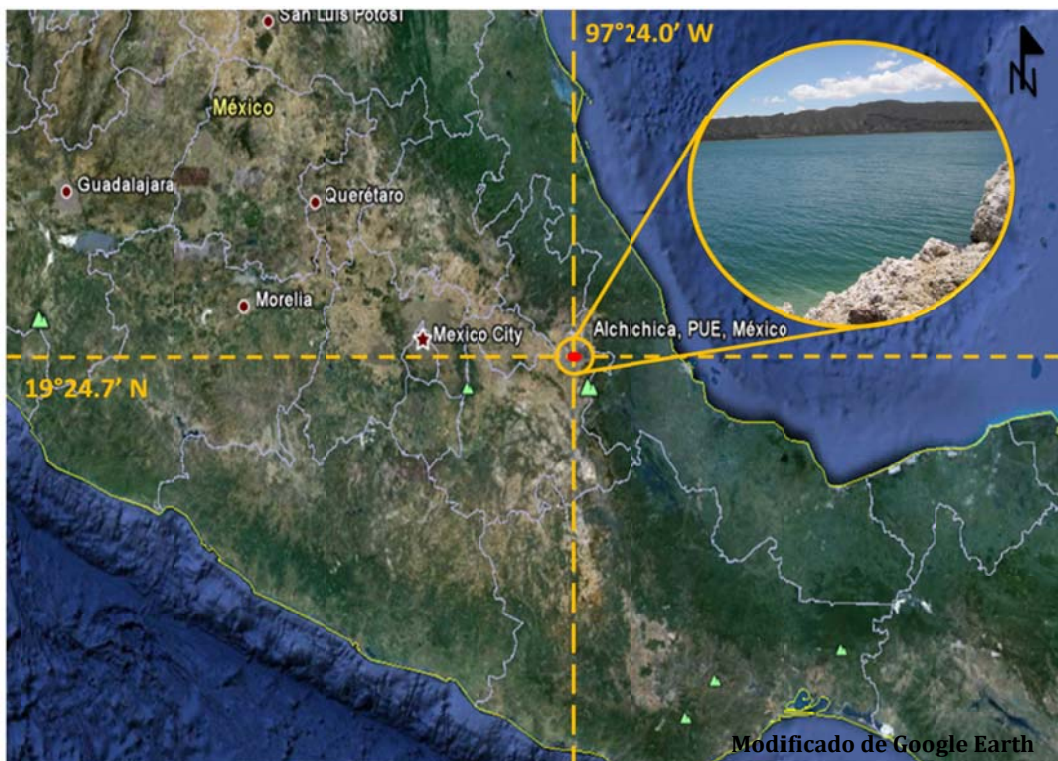 San Luis Potosí
97°24.0’ W
N
México
Guadalajara
Querétaro
Morelia
Mexico City
Alchichica, PUE, México
19°24.7’ N
Modificado de Google Earth